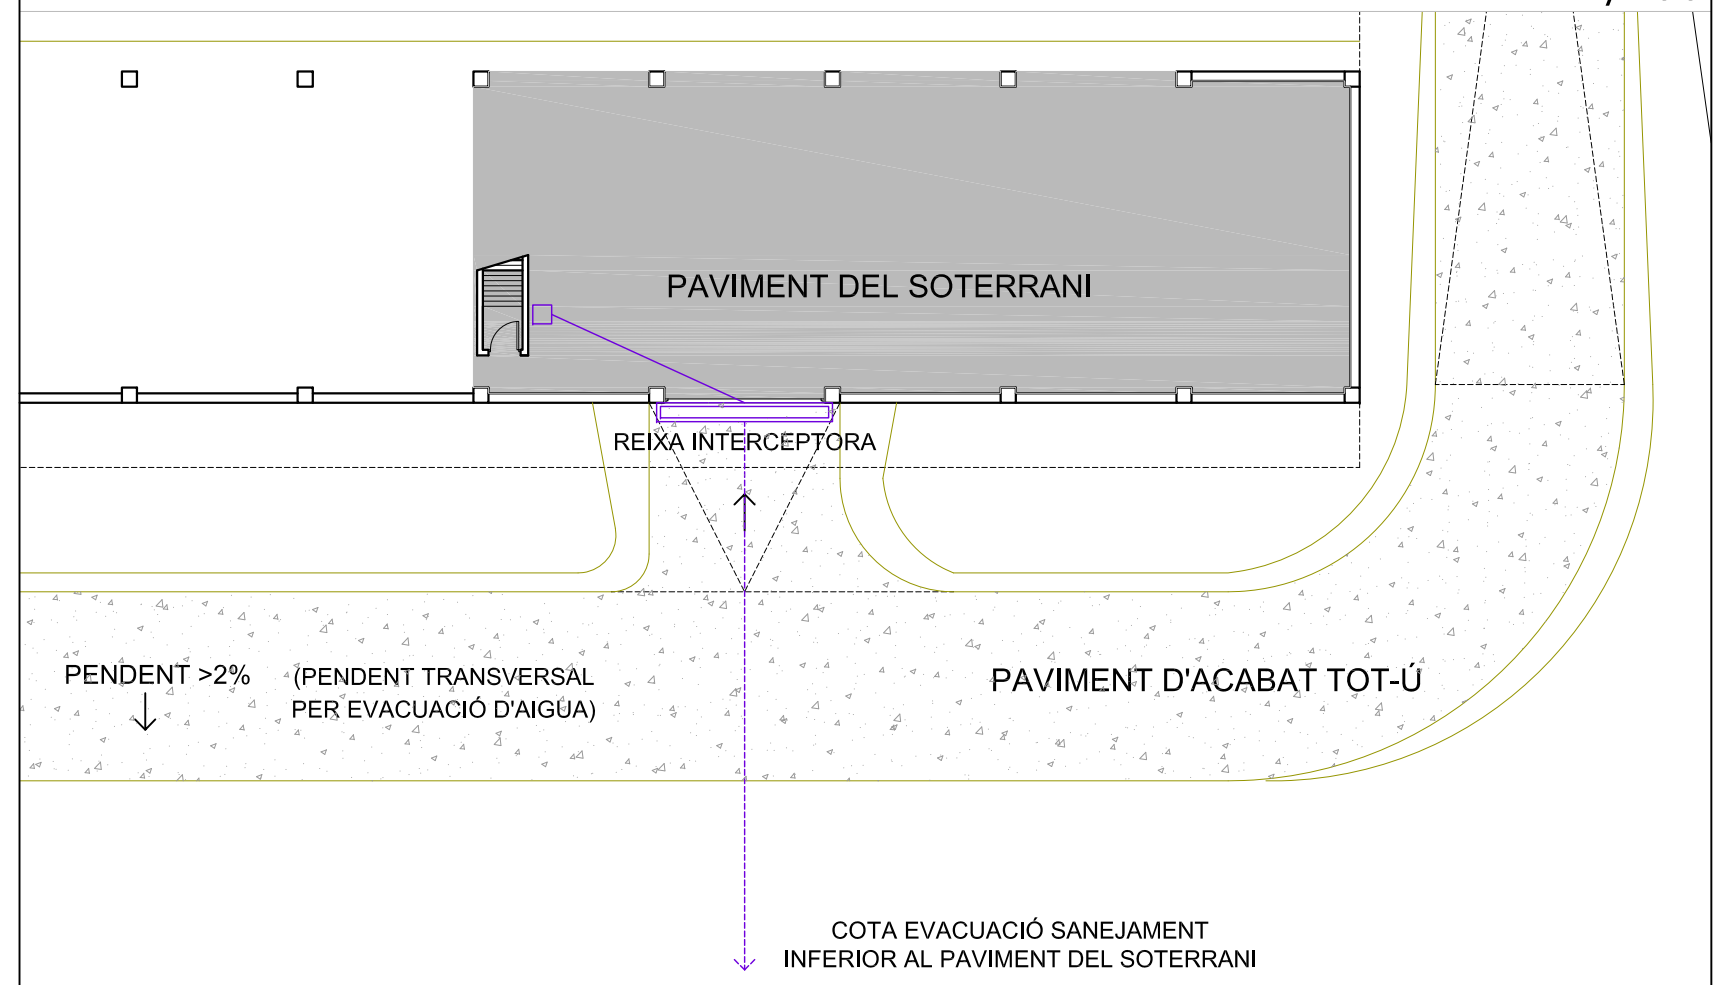 PAVIMENT DEL SOTERRANI
REIXA INTERCEPTORA
PENDENT >2%
(PENDENT TRANSVERSAL
PER EVACUACIÓ D'AIGUA)
PAVIMENT D'ACABAT TOT-Ú
COTA EVACUACIÓ SANEJAMENT
INFERIOR AL PAVIMENT DEL SOTERRANI